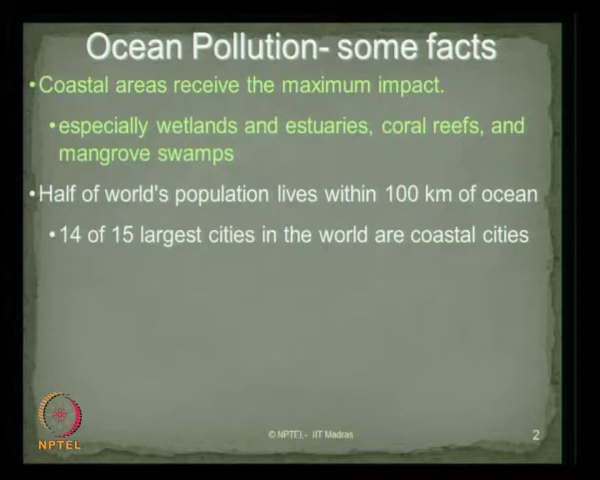 Ocean Pollution- some facts
•Coastal areas receive the maximum impact.
•especially wetlands and estuaries, coral reefs, and
mangrove swamps
•Half of world's population lives within 100 km of ocean
•14 of 15 largest cities in the world are coastal cities
NPTEL
© NPTEL- IIT Madras
2